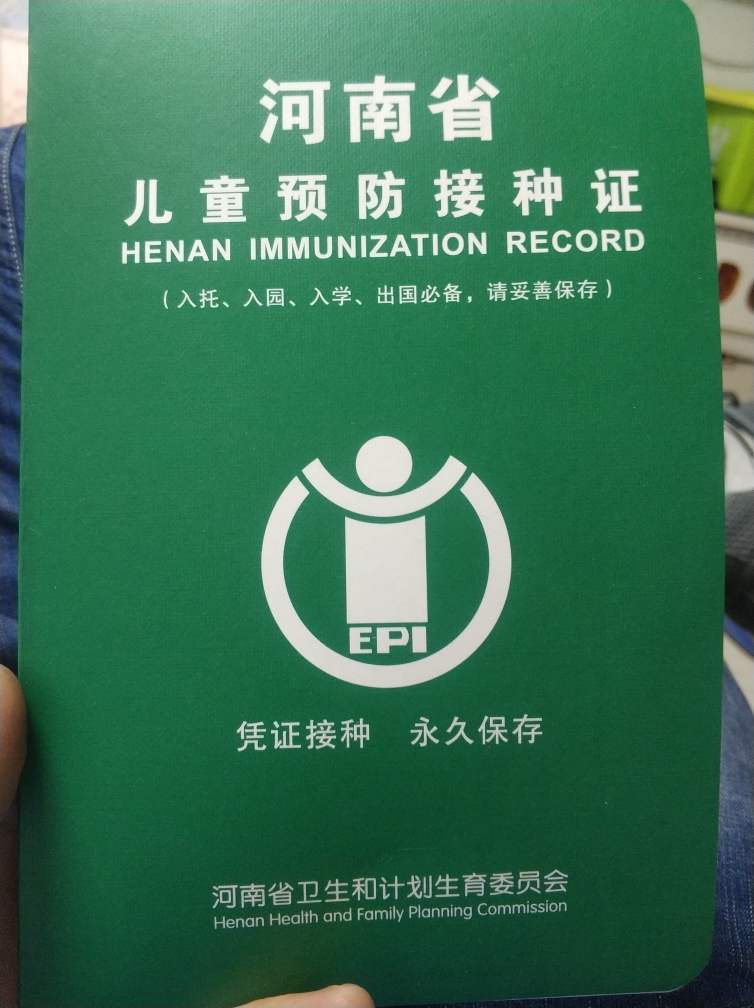 河南省
儿童预防接种证
HENAN IMMUNIZATION RECORD
（入托、入园、入学、出国必备，请妥善保存）
EPI
凭证接种 永久保存
河南省卫生和计划生育委员会
Henan Health and Family Planning Commission